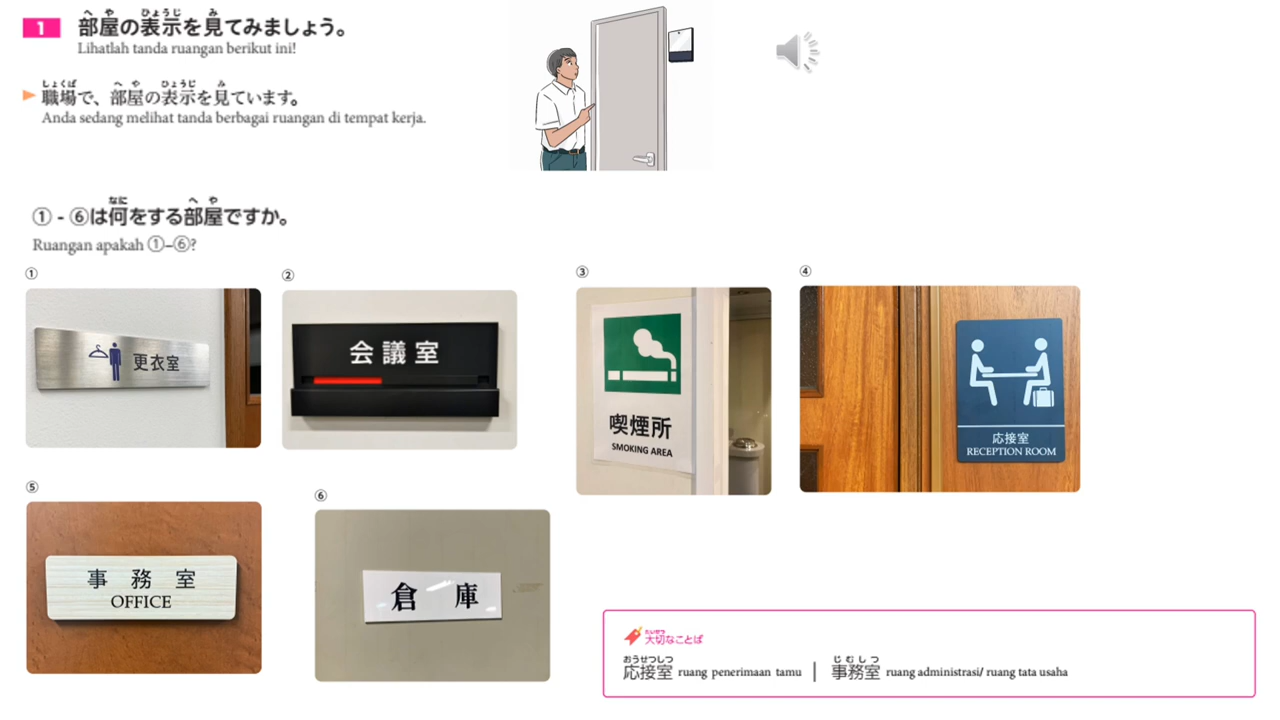 1 部屋の表示を見てみましょう。
Lihatlah tanda ruangan berikut ini!
職場で、部屋の表示を見ています。
Anda sedang melihat tanda berbagai ruangan di tempat kerja.
① - ⑥は何をする部屋ですか。
Ruangan apakah ①–⑥?
①
更衣室
②
会議室
③
喫煙所
SMOKING AREA
④
応接室
RECEPTION ROOM
⑤
事務室
OFFICE
⑥
倉庫
大切なことば
応接室 ruang penerimaan tamu | 事務室 ruang administrasi/ ruang tata usaha